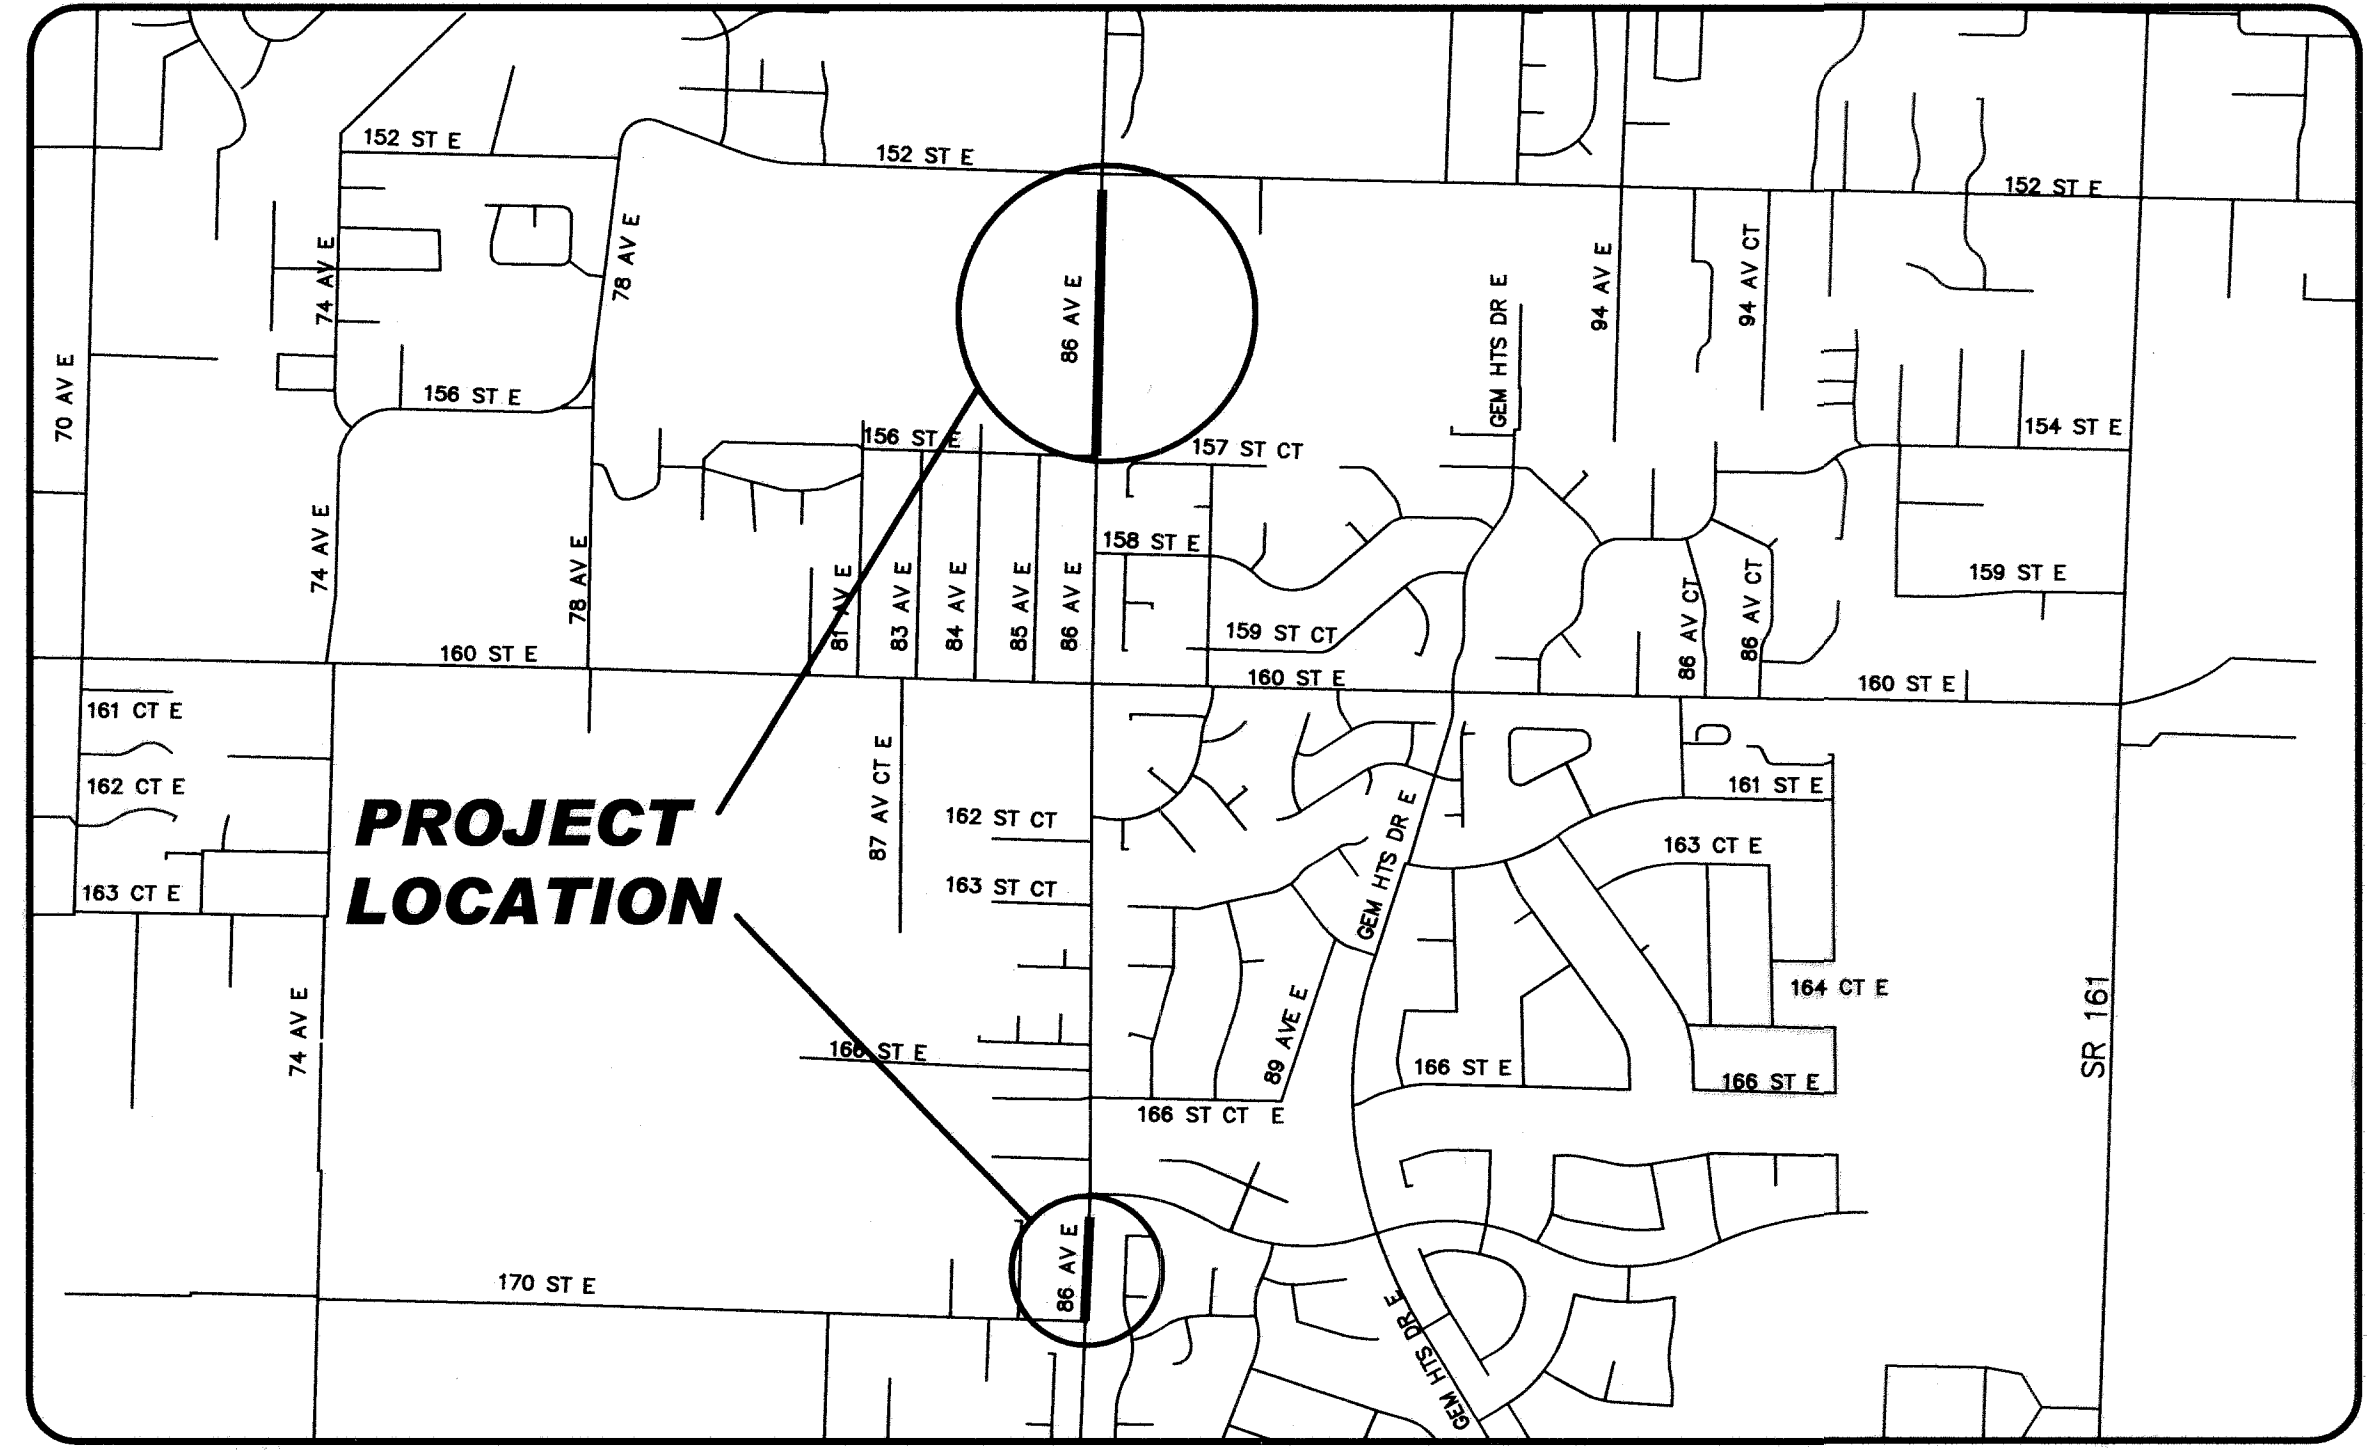 152 ST E
152 ST E
152 ST E
74 AV E
78 AV E
86 AV E
GEM HTS DR E
94 AV E
94 AV CT
70 AV E
156 ST E
156 ST E
157 ST CT
154 ST E
74 AV E
78 AV E
81 AV E
83 AV E
84 AV E
85 AV E
86 AV E
158 ST E
159 ST CT
86 AV CT
86 AV CT
159 ST E
160 ST E
160 ST E
160 ST E
161 CT E
162 CT E
163 CT E
PROJECT
LOCATION
87 AV CT E
162 ST CT
163 ST CT
GEM HTS DR E
161 ST E
163 CT E
164 CT E
SR 161
74 AV E
166 ST E
89 AVE E
166 ST E
166 ST E
166 ST CT E
170 ST E
86 AV E
GEM HTS DR E